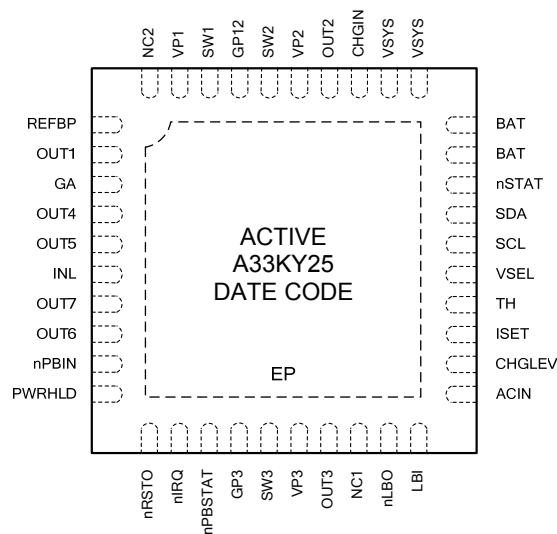 NC2
VP1
SW1
GP12
SW2
VP2
OUT2
CHGIN
VSYS
VSYS
REFBP
OUT1
GA
OUT4
OUT5
INL
OUT7
OUT6
nPBIN
PWRHLD
ACTIVE
A33KY25
DATE CODE
EP
BAT
BAT
nSTAT
SDA
SCL
VSEL
TH
ISET
CHGLEV
ACIN
nRSTO
nIRQ
nPBSTAT
GP3
SW3
VP3
OUT3
NC1
nLBO
LBI